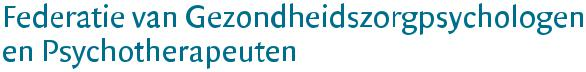 Federatie van Gezondheidszorgpsychologen
en Psychotherapeuten